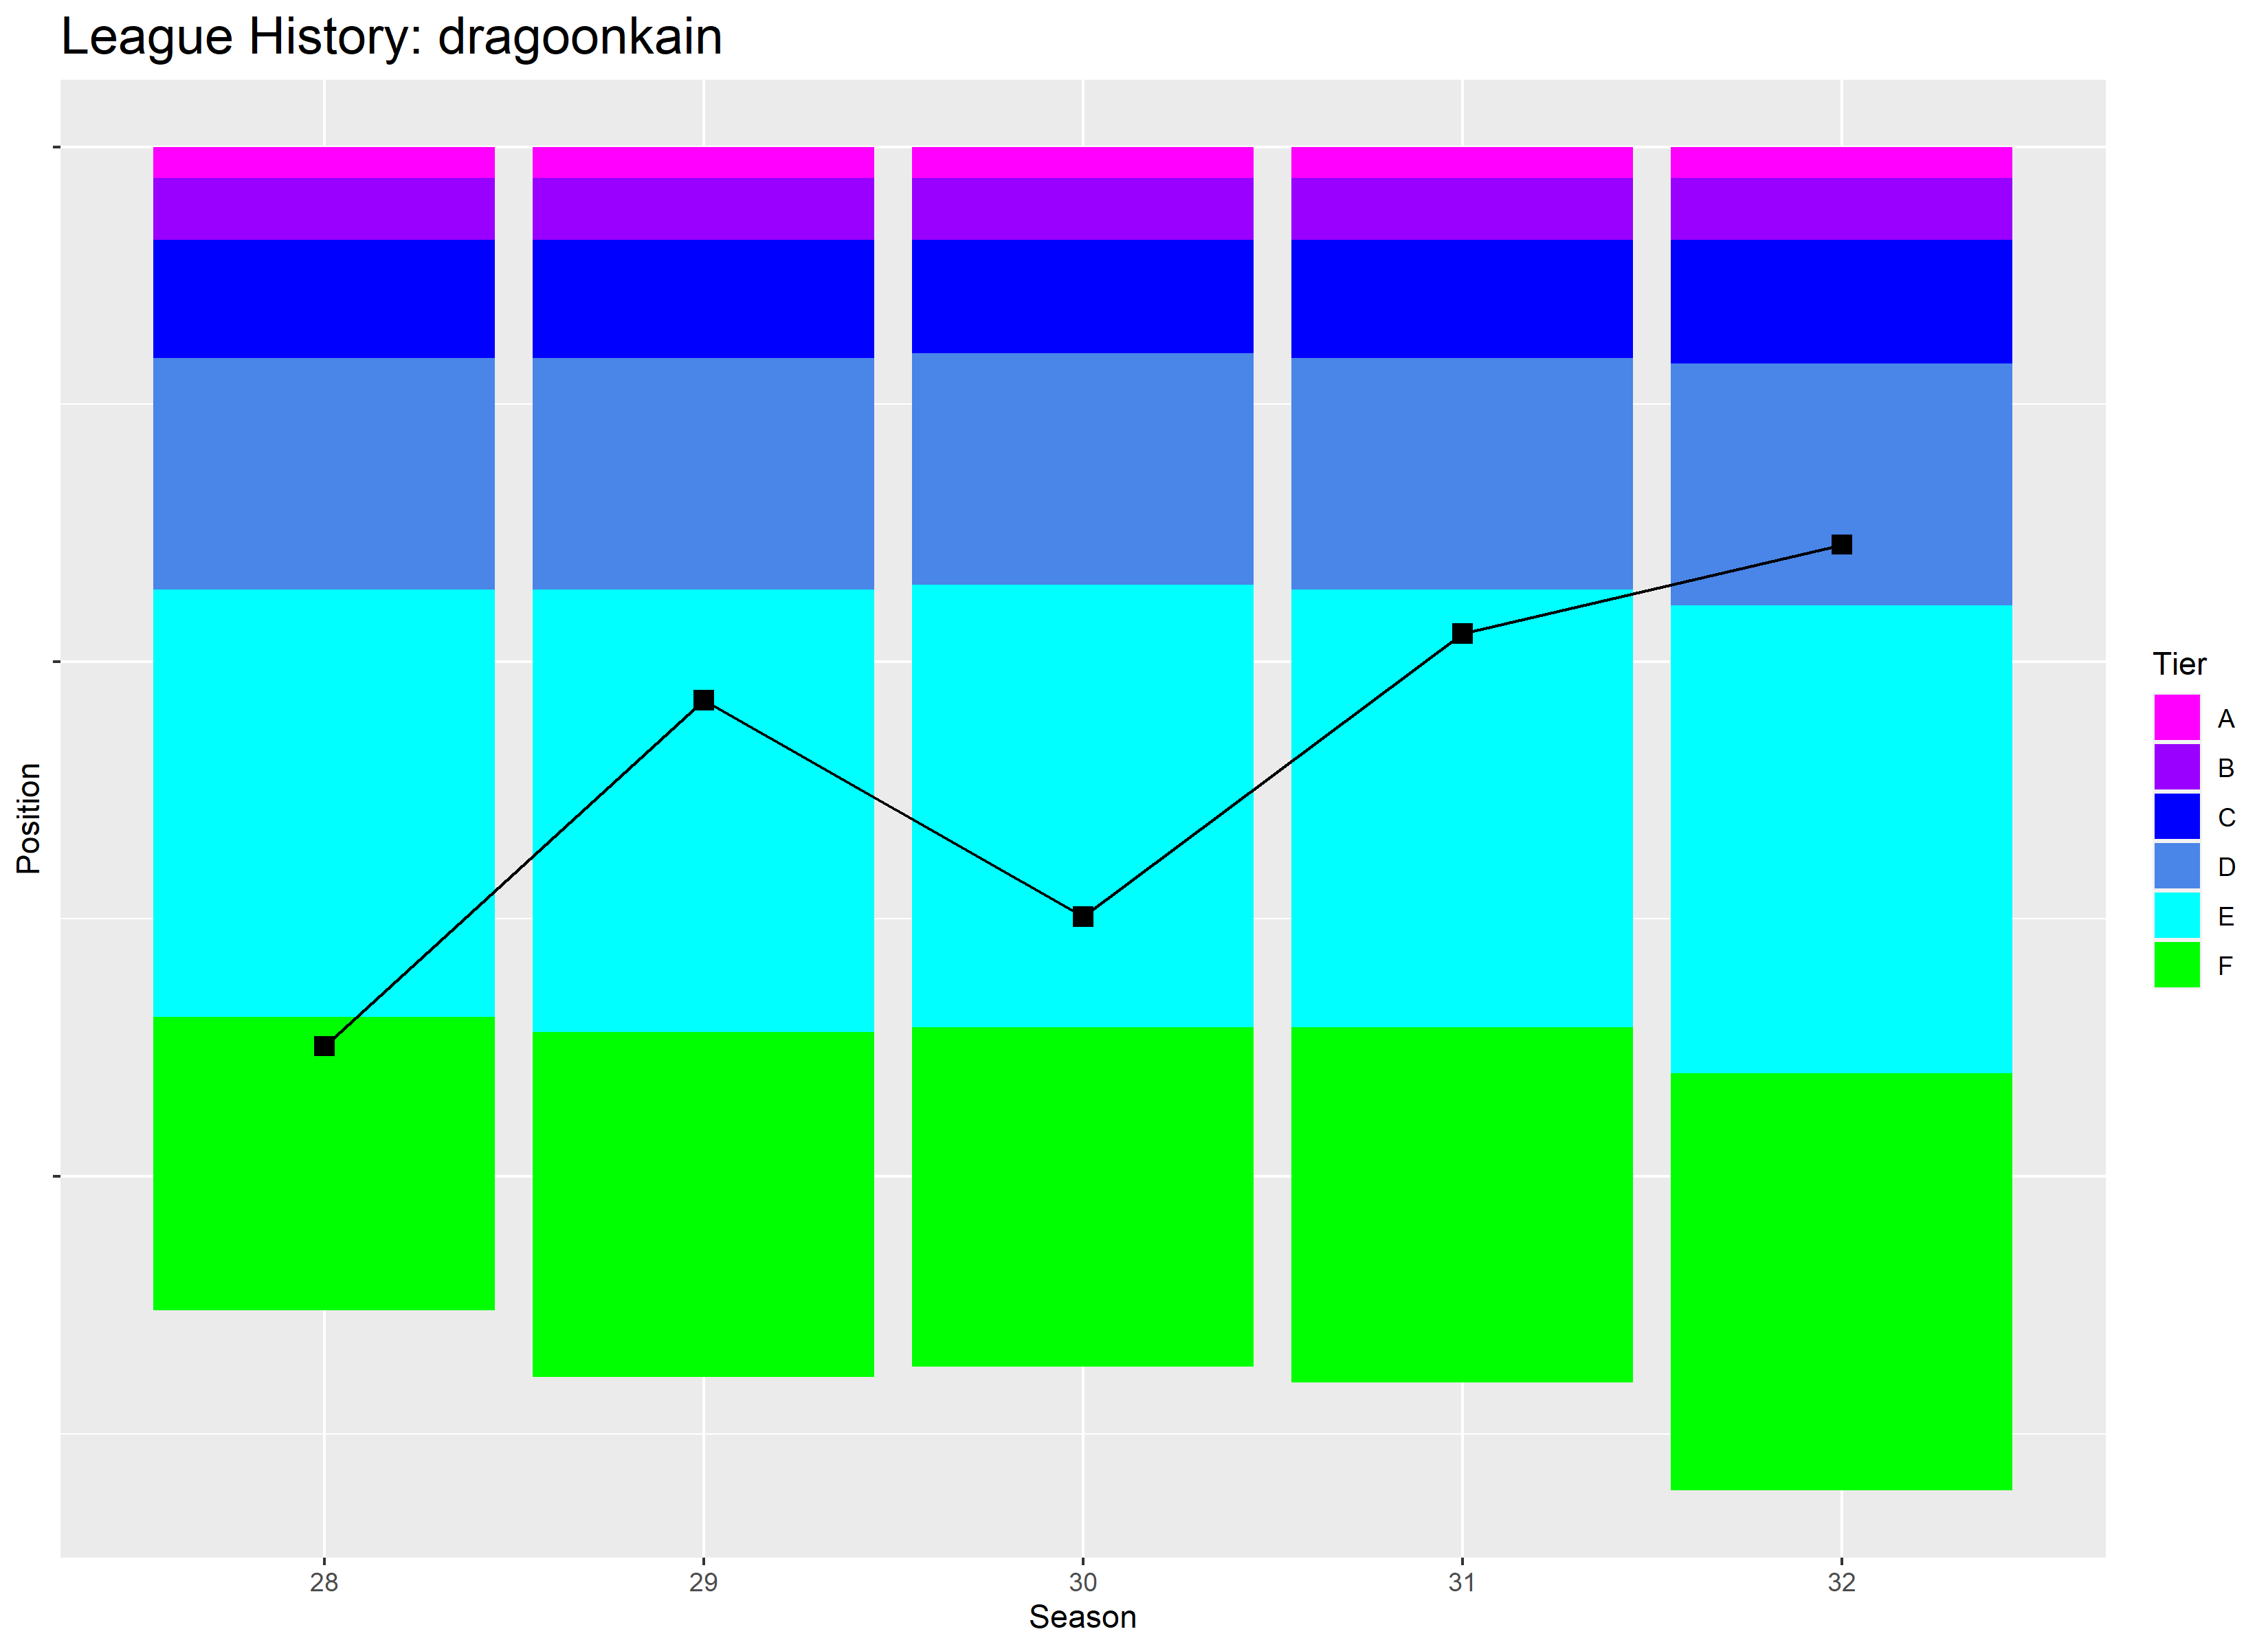 League History: dragoonkain
Position
Tier
A
B
C
D
E
F
28 29 30 31 32
Season